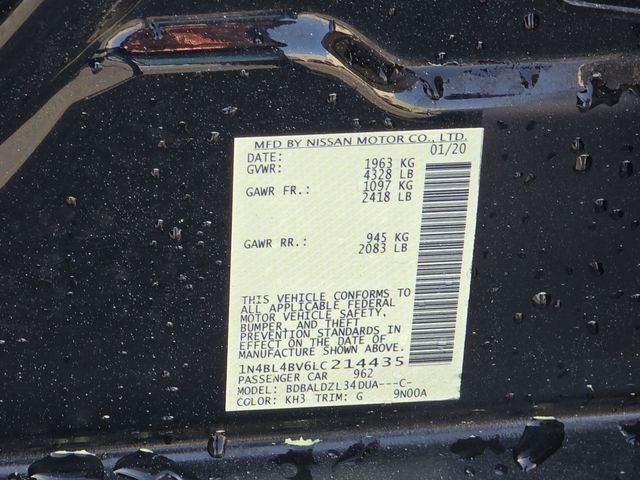 MFD BY NISSAN MOTOR CO., LTD.
DATE: 01/20
GVWR: 1963 KG
4328 LB
GAWR FR.: 1097 KG
2418 LB
GAWR RR.: 945 KG
2083 LB
THIS VEHICLE CONFORMS TO
ALL APPLICABLE FEDERAL
MOTOR VEHICLE SAFETY,
BUMPER, AND THEFT
PREVENTION STANDARDS IN
EFFECT ON THE DATE OF
MANUFACTURE SHOWN ABOVE.
1N4BL4BV6LC214435
PASSENGER CAR 962
MODEL: BDBALDZL34DUA---C-
COLOR: KH3 TRIM: G 9N00A